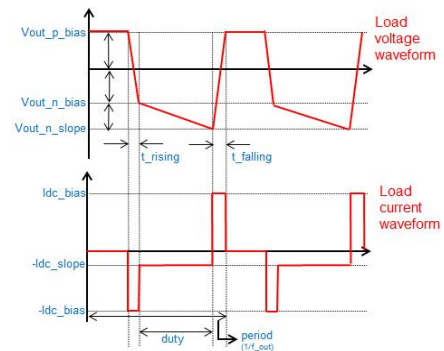 Vout_p_bias
Load
voltage
waveform
Vout_n_bias
Vout_n_slope
t_rising
t_falling
Idc_bias
Load
current
waveform
-Idc_slope
-Idc_bias
duty
period
(1/f_out)